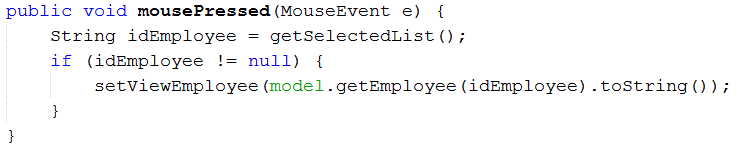 public void mousePressed(MouseEvent e) {
    String idEmployee = getSelectedList();
    if (idEmployee != null) {
        setViewEmployee(model.getEmployee(idEmployee).toString());
    }
}